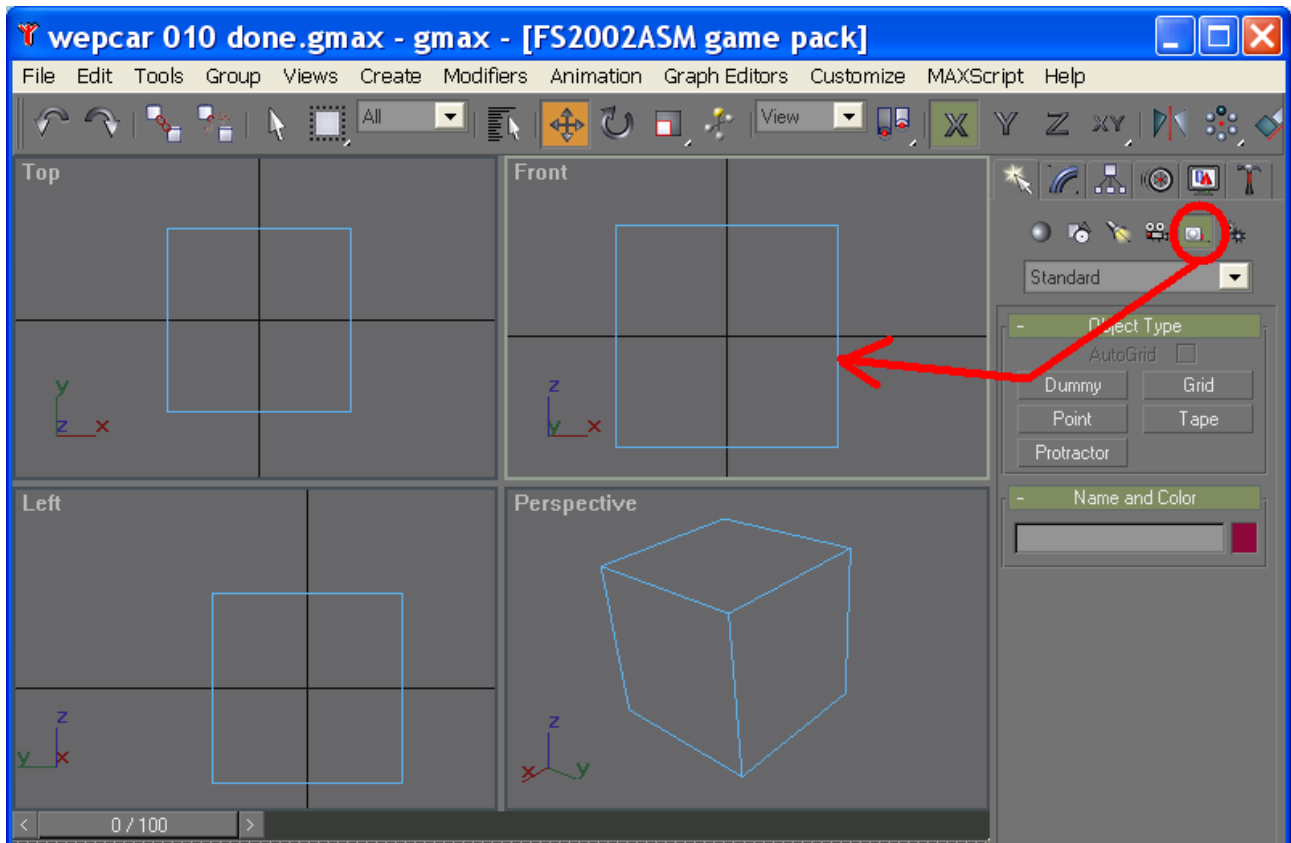 wepcar 010 done.gmax - gmax - [FS2002ASM game pack]
File Edit Tools Group Views Create Modifiers Animation Graph Editors Customize MAXScript Help
All View X Y Z XY
Top
y
z x
Front
z
y x
Left
z
y x
Perspective
z
x y
Standard
- Object Type
AutoGrid
Dummy Grid
Point Tape
Protractor
- Name and Color
< 0 / 100 >